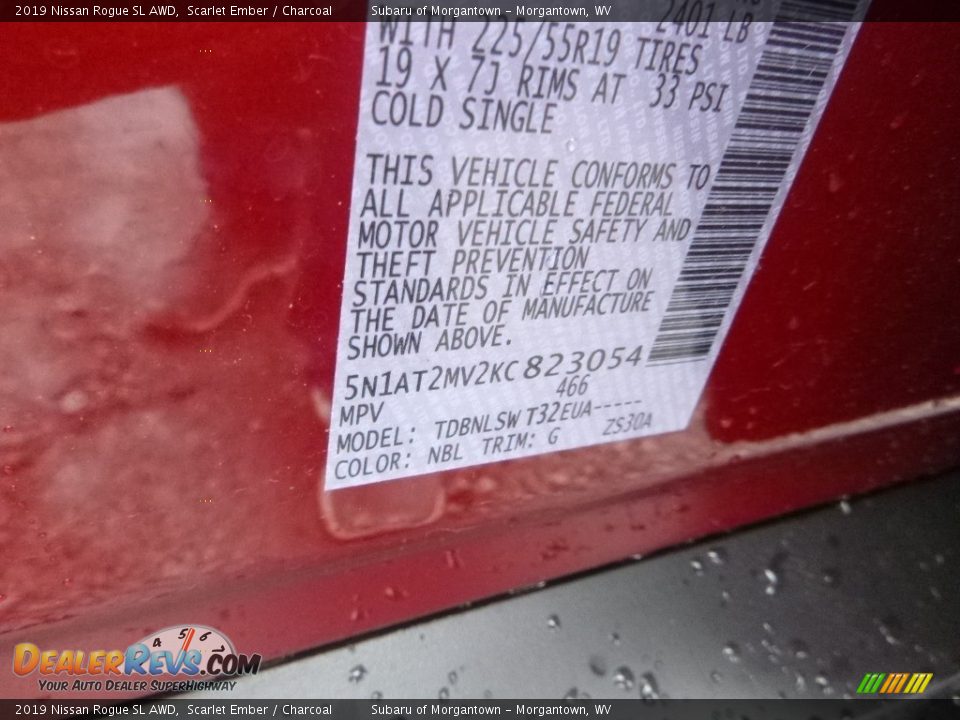 2019 Nissan Rogue SL AWD, Scarlet Ember / Charcoal Subaru of Morgantown - Morgantown, WV
2401 LB
WITH 225/55R19 TIRES
19 X 7J RIMS AT 33 PSI
COLD SINGLE
THIS VEHICLE CONFORMS TO
ALL APPLICABLE FEDERAL
MOTOR VEHICLE SAFETY AND
THEFT PREVENTION
STANDARDS IN EFFECT ON
THE DATE OF MANUFACTURE
SHOWN ABOVE.
5N1AT2MV2KC823054
MPV 466
MODEL: TDBNLSW T32EUA-----
COLOR: NBL TRIM: G ZS30A
4 5 6
DEALERREVS.COM
YOUR AUTO DEALER SUPERHIGHWAY
2019 Nissan Rogue SL AWD, Scarlet Ember / Charcoal Subaru of Morgantown - Morgantown, WV